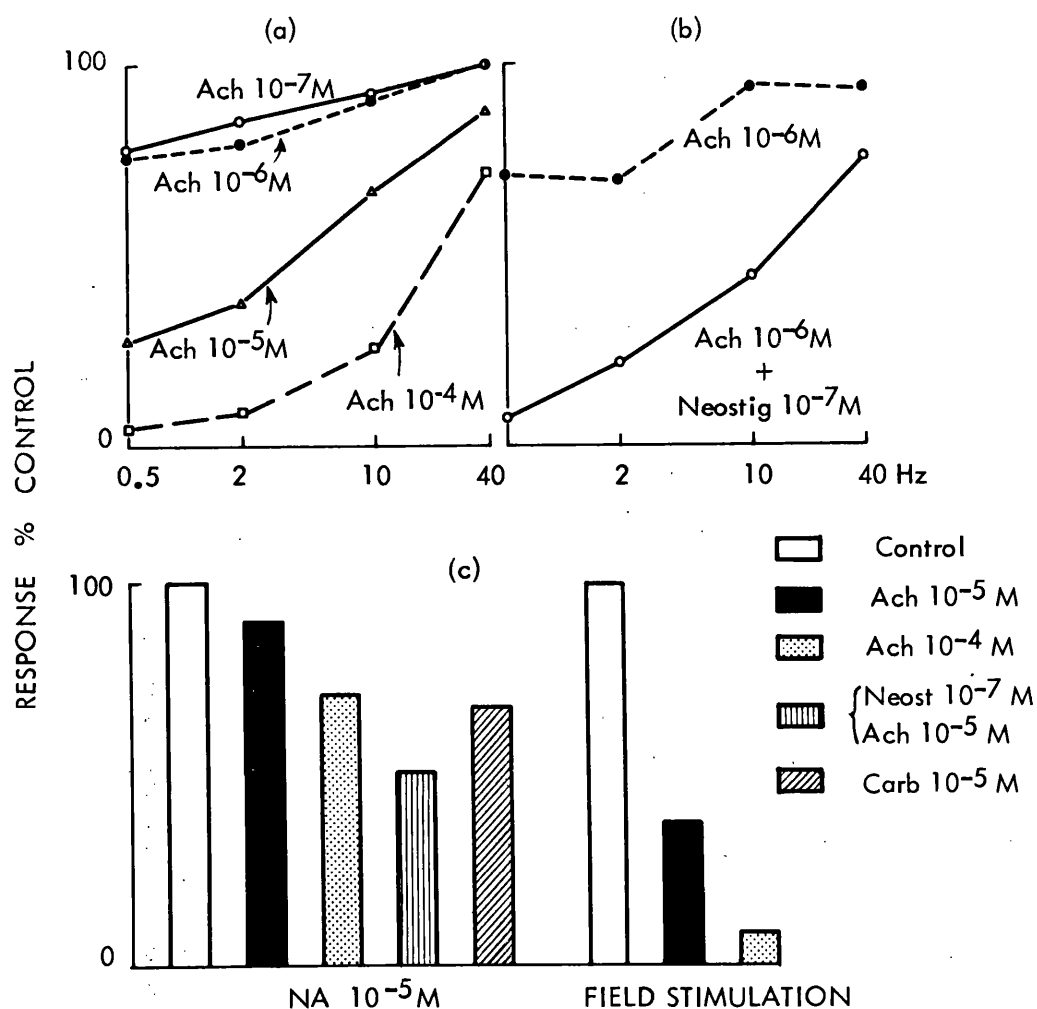 (a)
(b)
100
Ach 10⁻⁷M
Ach 10⁻⁶M
Ach 10⁻⁵M
Ach 10⁻⁴M
0
Ach 10⁻⁶M
Ach 10⁻⁶M
+
Neostig 10⁻⁷M
0.5 2 10 40
2 10 40 Hz
RESPONSE % CONTROL
(c)
100
0
NA 10⁻⁵M
FIELD STIMULATION
Control
Ach 10⁻⁵ M
Ach 10⁻⁴ M
{Neost 10⁻⁷ M
Ach 10⁻⁵ M
Carb 10⁻⁵ M